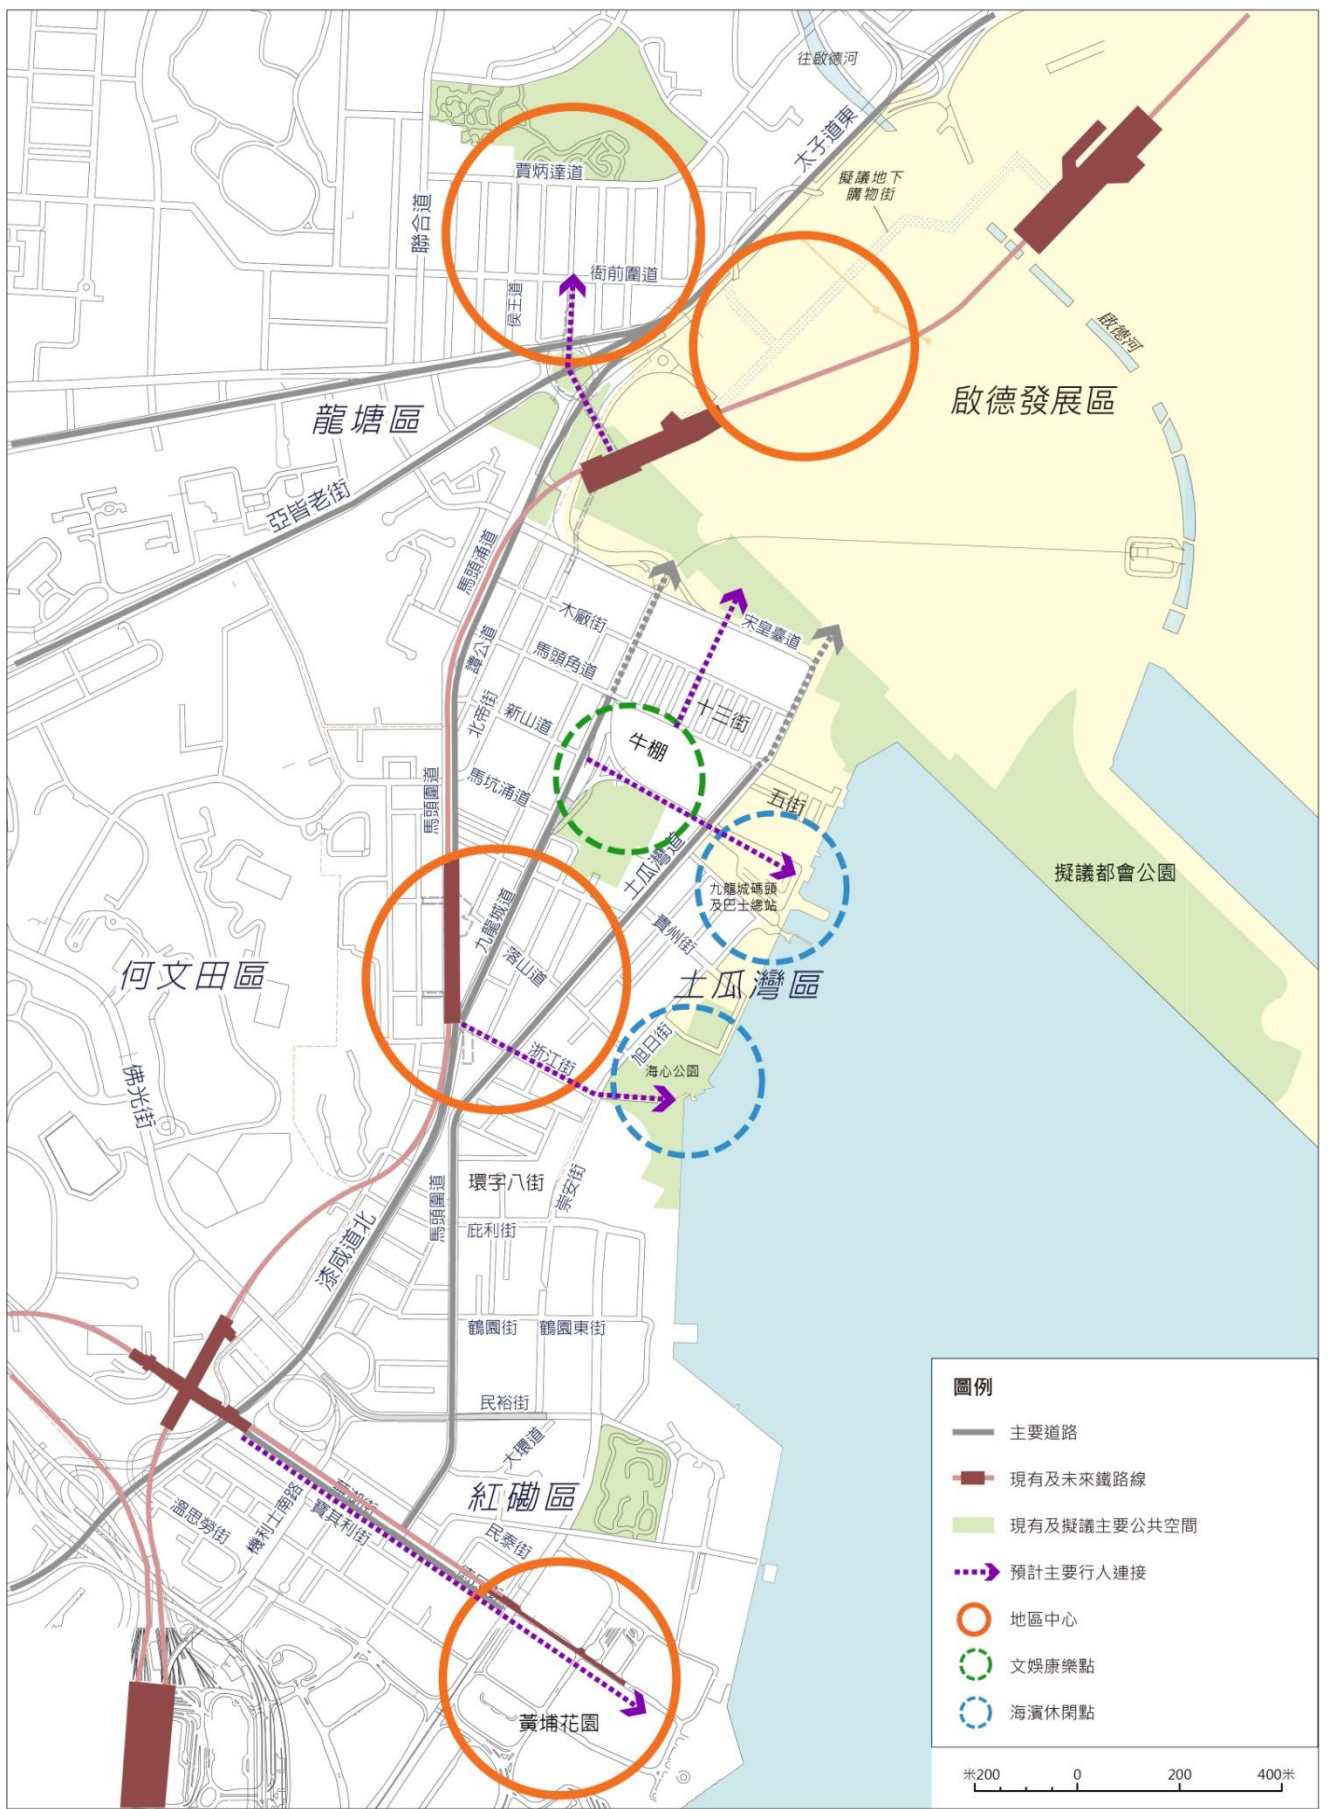 往啟德河
太子道東
賈炳達道
擬議地下
購物街
聯合道
衙前圍道
侯王道
啟德河
啟德發展區
龍塘區
亞皆老街
馬頭涌道
木廠街
宋皇臺道
譚公道
馬頭角道
北帝街
新山道
十三街
牛棚
馬坑涌道
馬頭圍道
五街
土瓜灣道
擬議都會公園
九龍城碼頭
及巴士總站
九龍城道
貴州街
落山道
何文田區
土瓜灣區
旭日街
浙江街
海心公園
佛光街
環字八街
崇安街
馬頭圍道
庇利街
漆咸道北
鶴園街
鶴園東街
民裕街
大環道
紅磡區
機利士南路
寶其利街
溫思勞街
民泰街
黃埔花園
圖例
主要道路
現有及未來鐵路線
現有及擬議主要公共空間
預計主要行人連接
地區中心
文娛康樂點
海濱休閑點
米200 0 200 400米